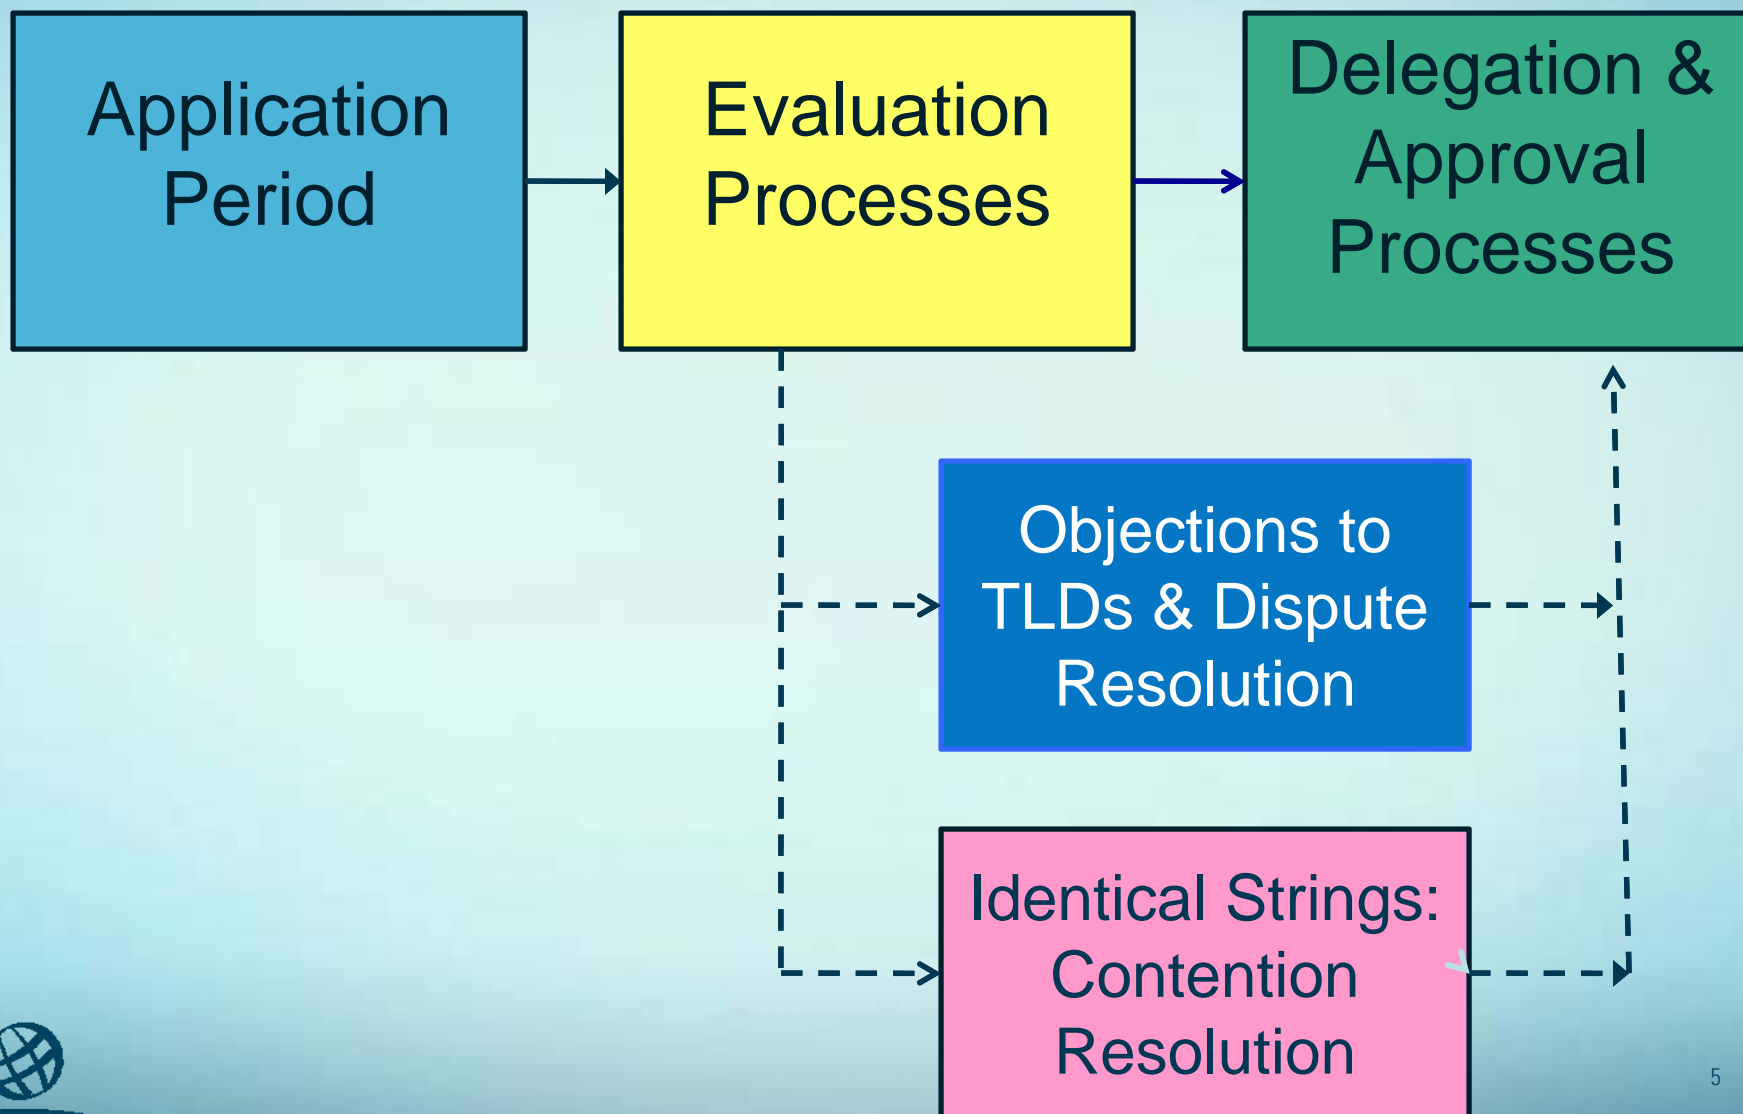 Application
Period
Evaluation
Processes
Delegation &
Approval
Processes
Objections to
TLDs & Dispute
Resolution
Identical Strings:
Contention
Resolution
5